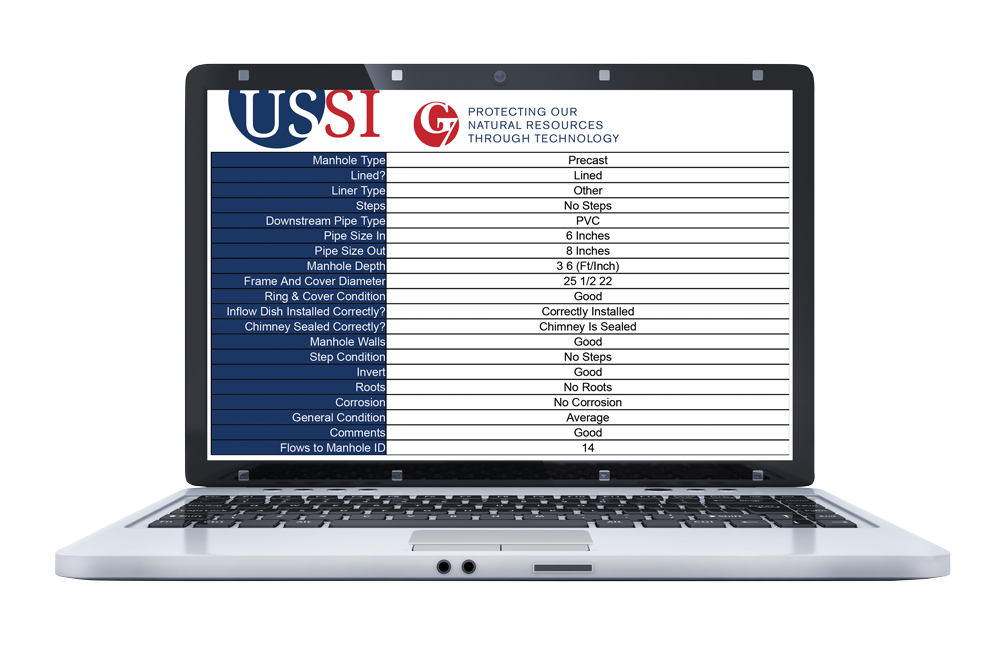 USSI
G7
PROTECTING OUR
NATURAL RESOURCES
THROUGH TECHNOLOGY
Manhole Type Precast
Lined? Lined
Liner Type Other
Steps No Steps
Downstream Pipe Type PVC
Pipe Size In 6 Inches
Pipe Size Out 8 Inches
Manhole Depth 3 6 (Ft/Inch)
Frame And Cover Diameter 25 1/2 22
Ring & Cover Condition Good
Inflow Dish Installed Correctly? Correctly Installed
Chimney Sealed Correctly? Chimney Is Sealed
Manhole Walls Good
Step Condition No Steps
Invert Good
Roots No Roots
Corrosion No Corrosion
General Condition Average
Comments Good
Flows to Manhole ID 14